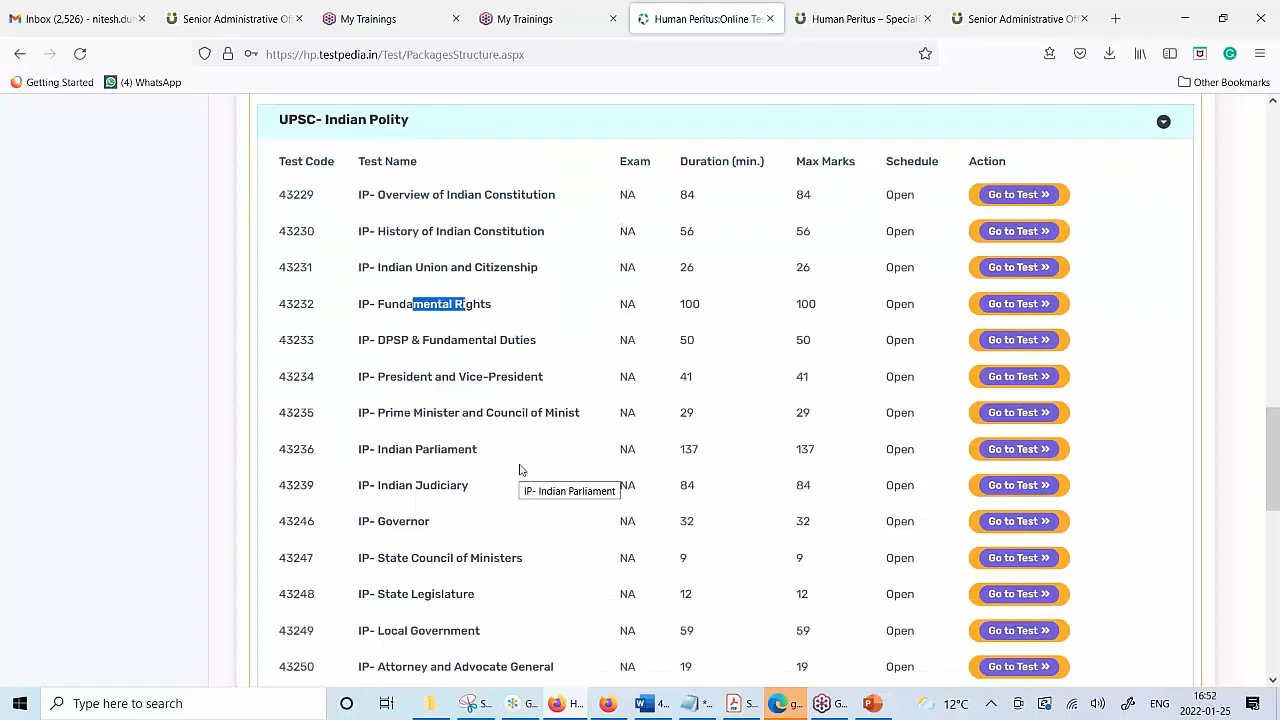 Inbox (2,526) - nitesh.du
Senior Administrative Of
My Trainings
My Trainings
Human Peritus:Online Te
Human Peritus – Speciali
Senior Administrative Of
https://hp.testpedia.in/Test/PackagesStructure.aspx
Getting Started
(4) WhatsApp
Other Bookmarks
UPSC- Indian Polity
Test Code Test Name Exam Duration (min.) Max Marks Schedule Action
43229 IP- Overview of Indian Constitution NA 84 84 Open Go to Test »
43230 IP- History of Indian Constitution NA 56 56 Open Go to Test »
43231 IP- Indian Union and Citizenship NA 26 26 Open Go to Test »
43232 IP- Fundamental Rights NA 100 100 Open Go to Test »
43233 IP- DPSP & Fundamental Duties NA 50 50 Open Go to Test »
43234 IP- President and Vice-President NA 41 41 Open Go to Test »
43235 IP- Prime Minister and Council of Minist NA 29 29 Open Go to Test »
43236 IP- Indian Parliament NA 137 137 Open Go to Test »
43239 IP- Indian Judiciary NA 84 84 Open Go to Test »
IP- Indian Parliament
43246 IP- Governor NA 32 32 Open Go to Test »
43247 IP- State Council of Ministers NA 9 9 Open Go to Test »
43248 IP- State Legislature NA 12 12 Open Go to Test »
43249 IP- Local Government NA 59 59 Open Go to Test »
43250 IP- Attorney and Advocate General NA 19 19 Open Go to Test »
Type here to search
S...
G...
H...
4...
*...
S...
g...
G...
12°C
ENG
16:52
2022-01-25